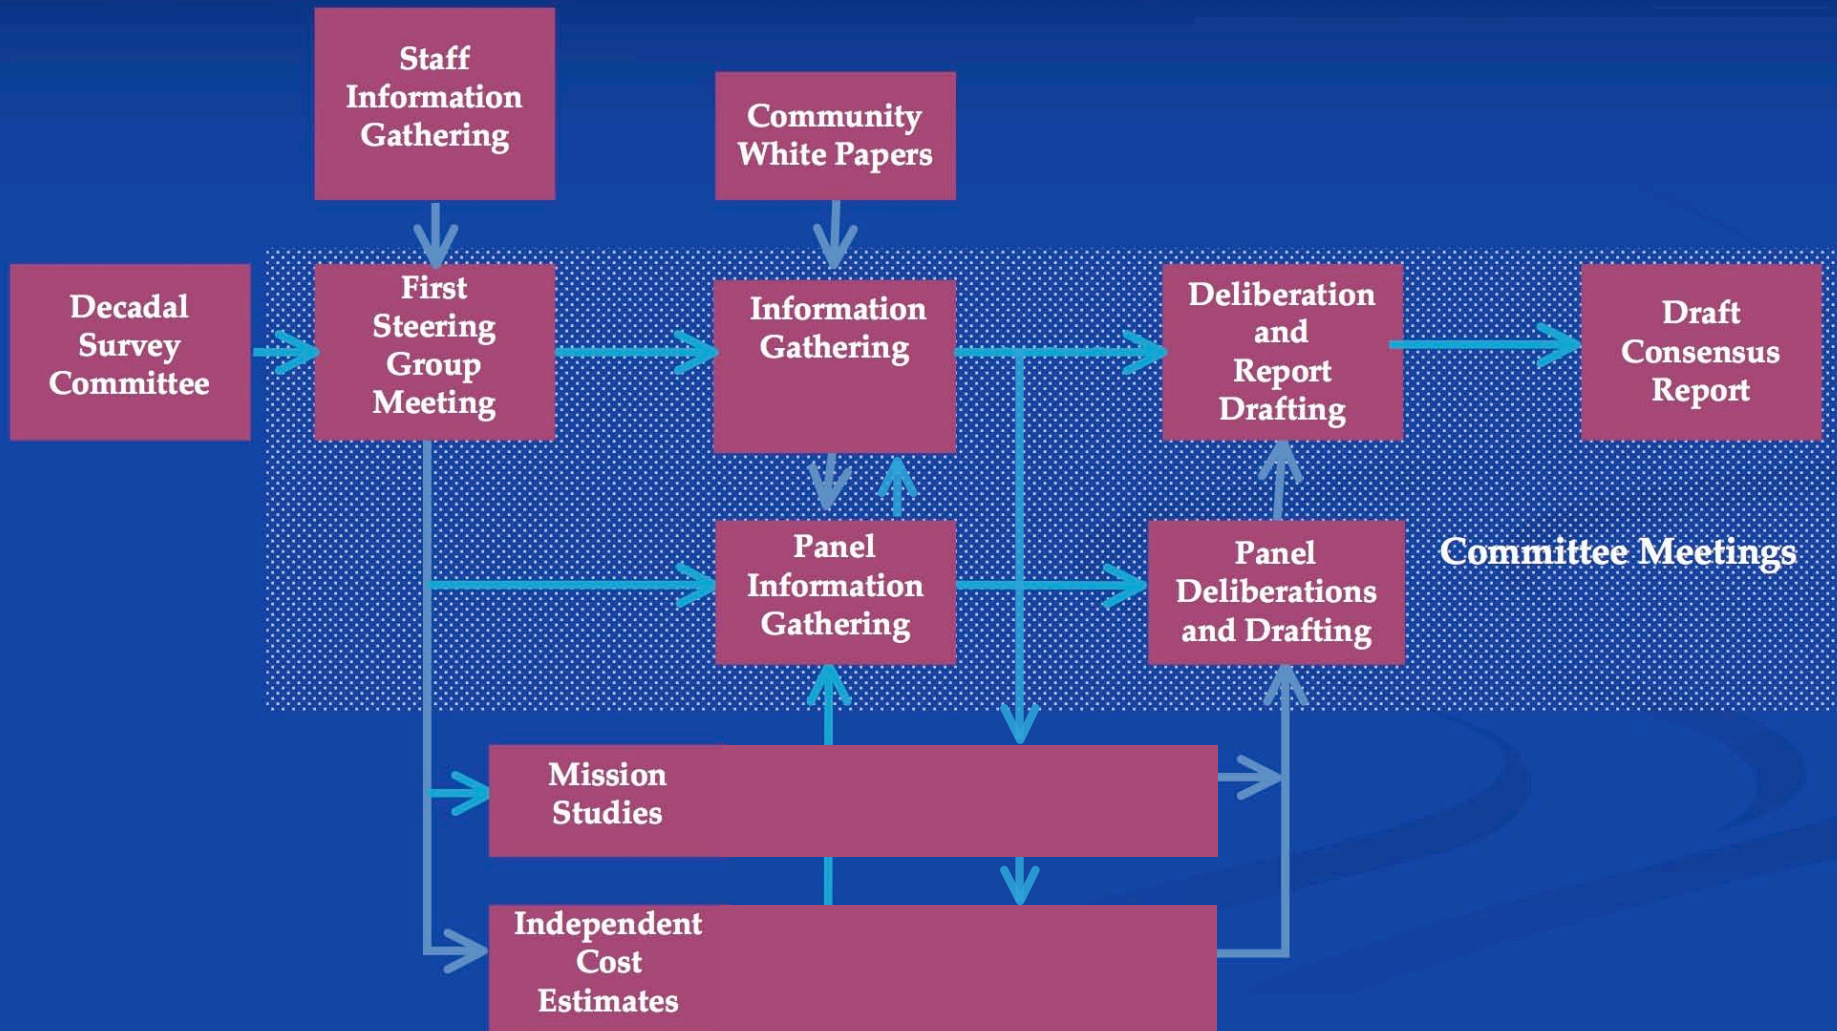 Staff
Information
Gathering
Community
White Papers
Decadal
Survey
Committee
First
Steering
Group
Meeting
Information
Gathering
Deliberation
and
Report
Drafting
Draft
Consensus
Report
Panel
Information
Gathering
Panel
Deliberations
and Drafting
Committee Meetings
Mission
Studies
Independent
Cost
Estimates